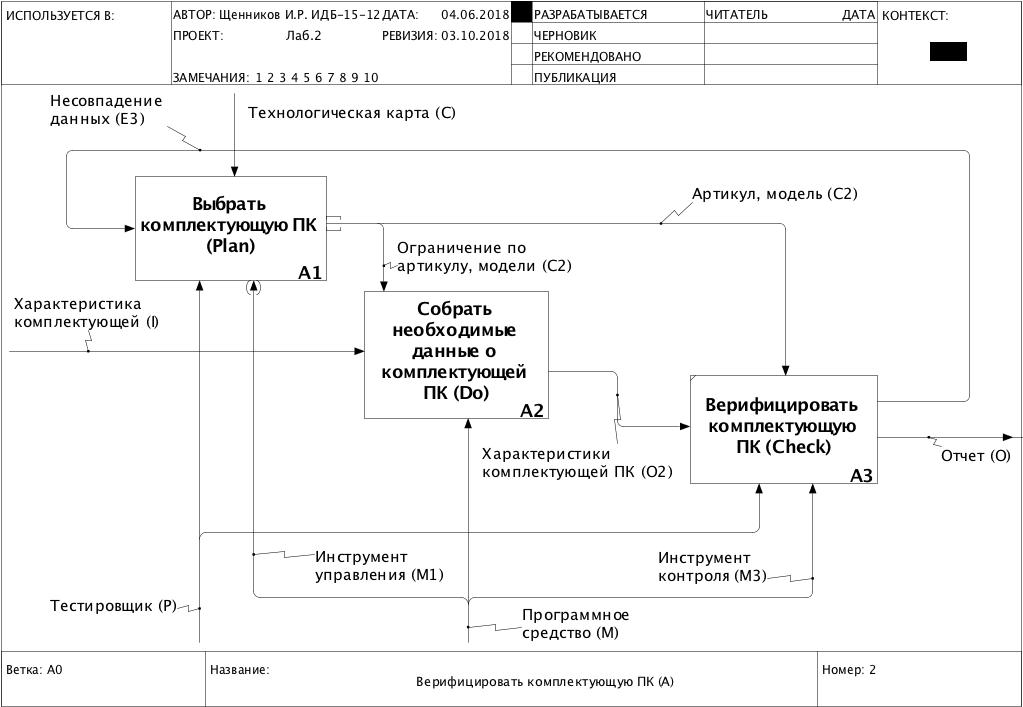 ИСПОЛЬЗУЕТСЯ В:
АВТОР: Щенников И.Р. ИДБ-15-12 ДАТА: 04.06.2018
ПРОЕКТ: Лаб.2 РЕВИЗИЯ: 03.10.2018
ЗАМЕЧАНИЯ: 1 2 3 4 5 6 7 8 9 10
РАЗРАБАТЫВАЕТСЯ
ЧЕРНОВИК
РЕКОМЕНДОВАНО
ПУБЛИКАЦИЯ
ЧИТАТЕЛЬ ДАТА
КОНТЕКСТ:
Несовпадение
данных (E3)
Технологическая карта (C)
Выбрать
комплектующую ПК
(Plan)
A1
Артикул, модель (C2)
Ограничение по
артикулу, модели (C2)
Характеристика
комплектующей (I)
Собрать
необходимые
данные о
комплектующей
ПК (Do)
A2
Верифицировать
комплектующую
ПК (Check)
A3
Характеристики
комплектующей ПК (O2)
Отчет (O)
Инструмент
управления (M1)
Инструмент
контроля (M3)
Тестировщик (P)
Программное
средство (M)
Ветка: A0
Название:
Верифицировать комплектующую ПК (A)
Номер: 2